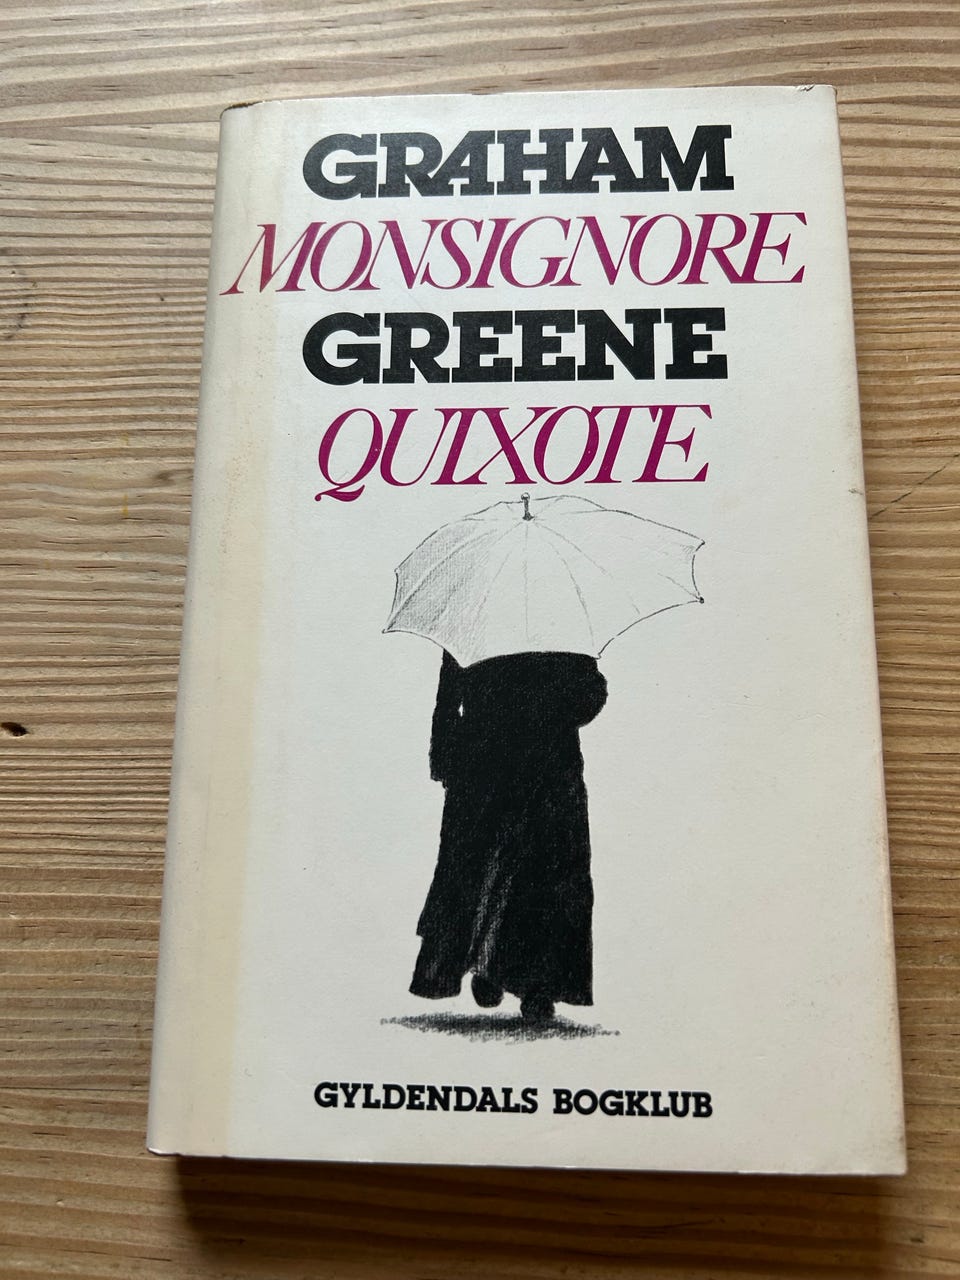 GRAHAM
MONSIGNORE
GREENE
QUIXOTE
GYLDENDALS BOGKLUB